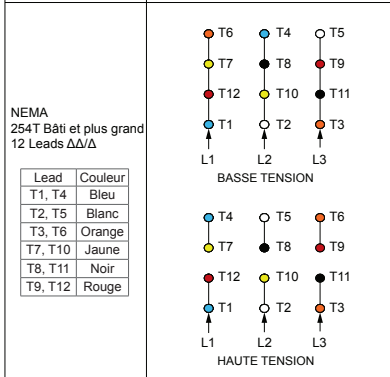 NEMA
254T Bâti et plus grand
12 Leads ΔΔ/Δ
Lead Couleur
T1, T4 Bleu
T2, T5 Blanc
T3, T6 Orange
T7, T10 Jaune
T8, T11 Noir
T9, T12 Rouge
T6 T4 T5
T7 T8 T9
T12 T10 T11
T1 T2 T3
L1 L2 L3
BASSE TENSION
T4 T5 T6
T7 T8 T9
T12 T10 T11
T1 T2 T3
L1 L2 L3
HAUTE TENSION